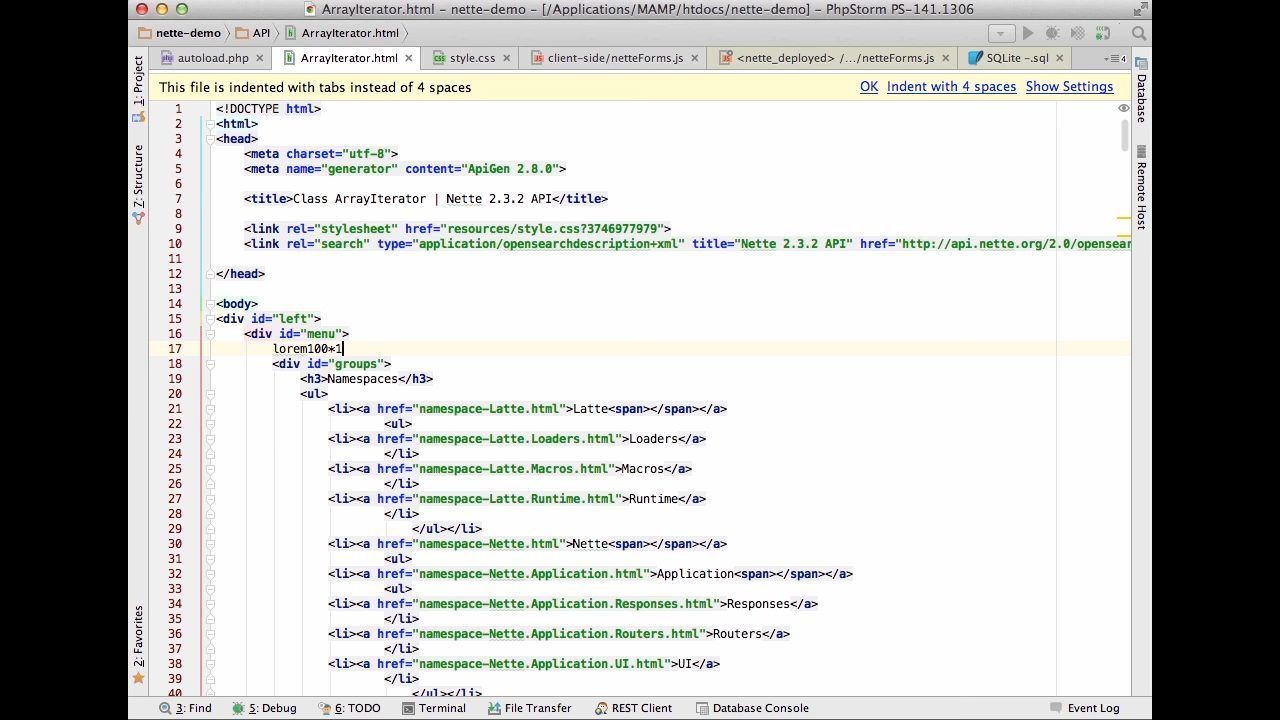 ArrayIterator.html - nette-demo - [/Applications/MAMP/htdocs/nette-demo] - PhpStorm PS-141.1306
nette-demo API ArrayIterator.html
autoload.php ArrayIterator.html style.css client-side/netteForms.js <nette_deployed> /.../netteForms.js SQLite -.sql 4
This file is indented with tabs instead of 4 spaces OK Indent with 4 spaces Show Settings
1: Project
Z: Structure
2: Favorites
Database
Remote Host
1 <!DOCTYPE html>
2 <html>
3 <head>
4 <meta charset="utf-8">
5 <meta name="generator" content="ApiGen 2.8.0">
6
7 <title>Class ArrayIterator | Nette 2.3.2 API</title>
8
9 <link rel="stylesheet" href="resources/style.css?3746977979">
10 <link rel="search" type="application/opensearchdescription+xml" title="Nette 2.3.2 API" href="http://api.nette.org/2.0/opensear
11
12 </head>
13
14 <body>
15 <div id="left">
16 <div id="menu">
17 lorem100*1
18 <div id="groups">
19 <h3>Namespaces</h3>
20 <ul>
21 <li><a href="namespace-Latte.html">Latte<span></span></a>
22 <ul>
23 <li><a href="namespace-Latte.Loaders.html">Loaders</a>
24 </li>
25 <li><a href="namespace-Latte.Macros.html">Macros</a>
26 </li>
27 <li><a href="namespace-Latte.Runtime.html">Runtime</a>
28 </li>
29 </ul></li>
30 <li><a href="namespace-Nette.html">Nette<span></span></a>
31 <ul>
32 <li><a href="namespace-Nette.Application.html">Application<span></span></a>
33 <ul>
34 <li><a href="namespace-Nette.Application.Responses.html">Responses</a>
35 </li>
36 <li><a href="namespace-Nette.Application.Routers.html">Routers</a>
37 </li>
38 <li><a href="namespace-Nette.Application.UI.html">UI</a>
39 </li>
40 </ul></li>
3: Find 5: Debug 6: TODO Terminal File Transfer REST Client Database Console Event Log